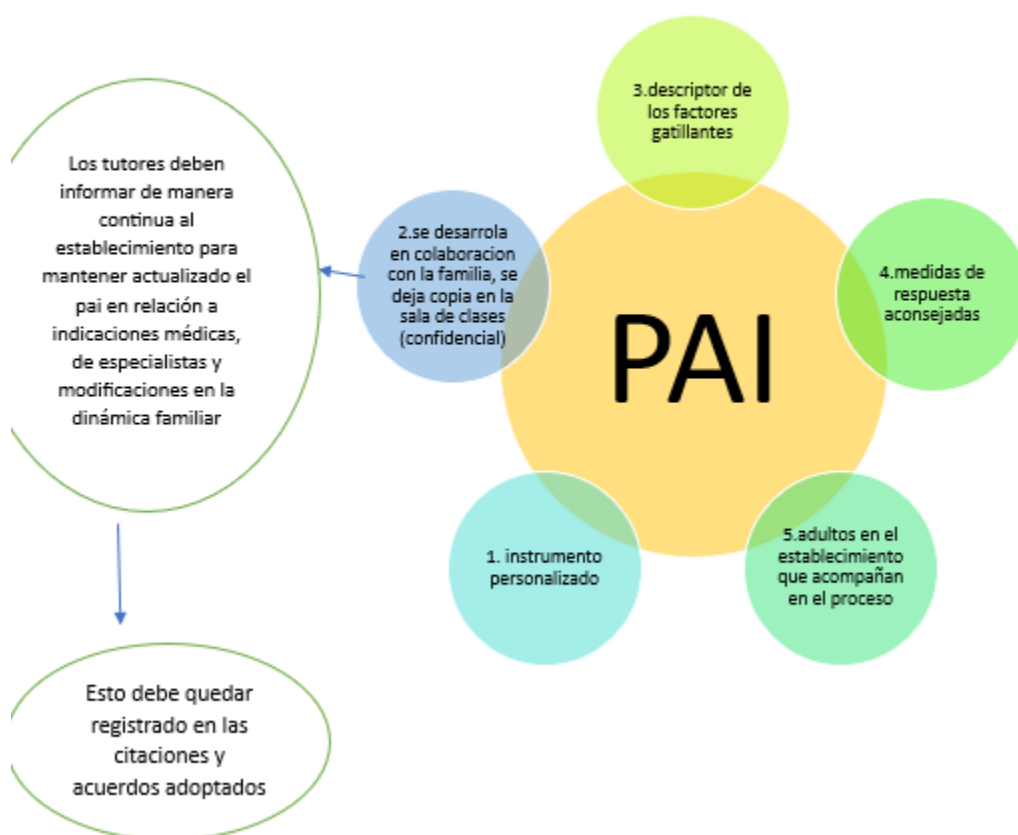 Los tutores deben
informar de manera
continua al
establecimiento para
mantener actualizado el
pai en relación a
indicaciones médicas,
de especialistas y
modificaciones en la
dinámica familiar
Esto debe quedar
registrado en las
citaciones y
acuerdos adoptados
PAI
1. instrumento
personalizado
2.se desarrola
en colaboracion
con la familia, se
deja copia en la
sala de clases
(confidencial)
3.descriptor de
los factores
gatillantes
4.medidas de
respuesta
aconsejadas
5.adultos en el
establecimiento
que acompañan
en el proceso